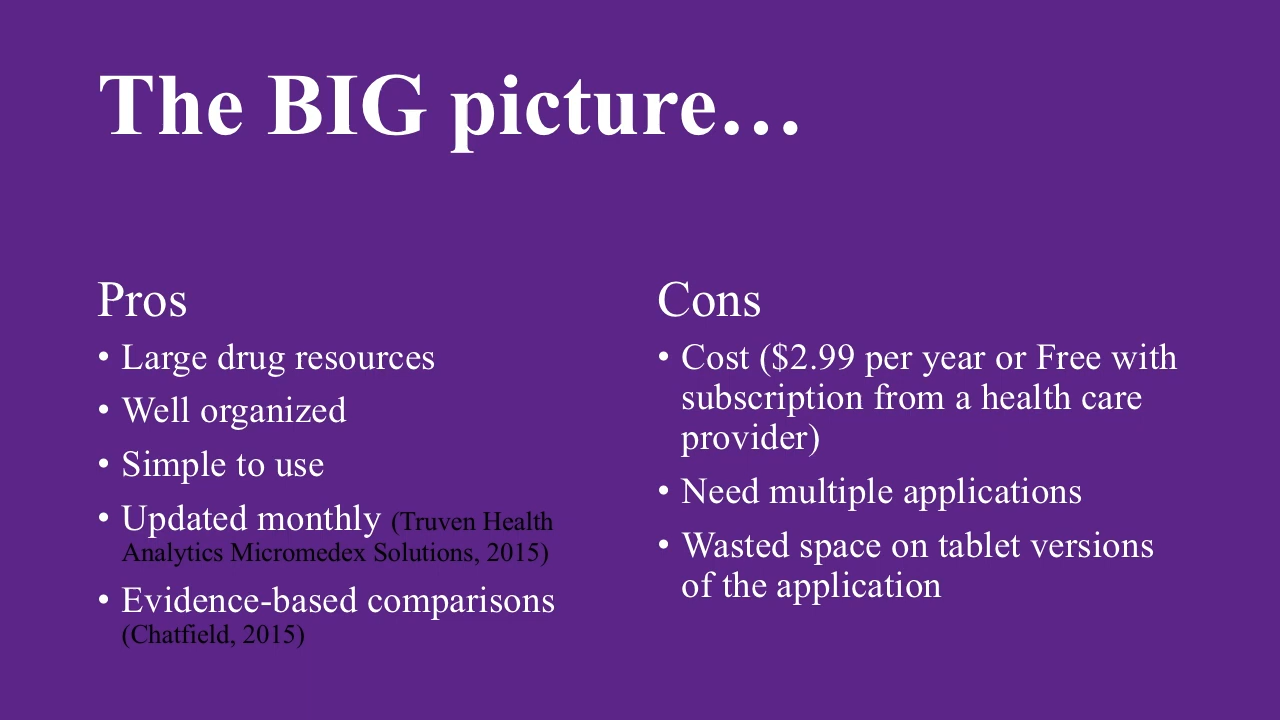 The BIG picture…
Pros
• Large drug resources
• Well organized
• Simple to use
• Updated monthly (Truven Health
Analytics Micromedex Solutions, 2015)
• Evidence-based comparisons
(Chatfield, 2015)
Cons
• Cost ($2.99 per year or Free with
subscription from a health care
provider)
• Need multiple applications
• Wasted space on tablet versions
of the application